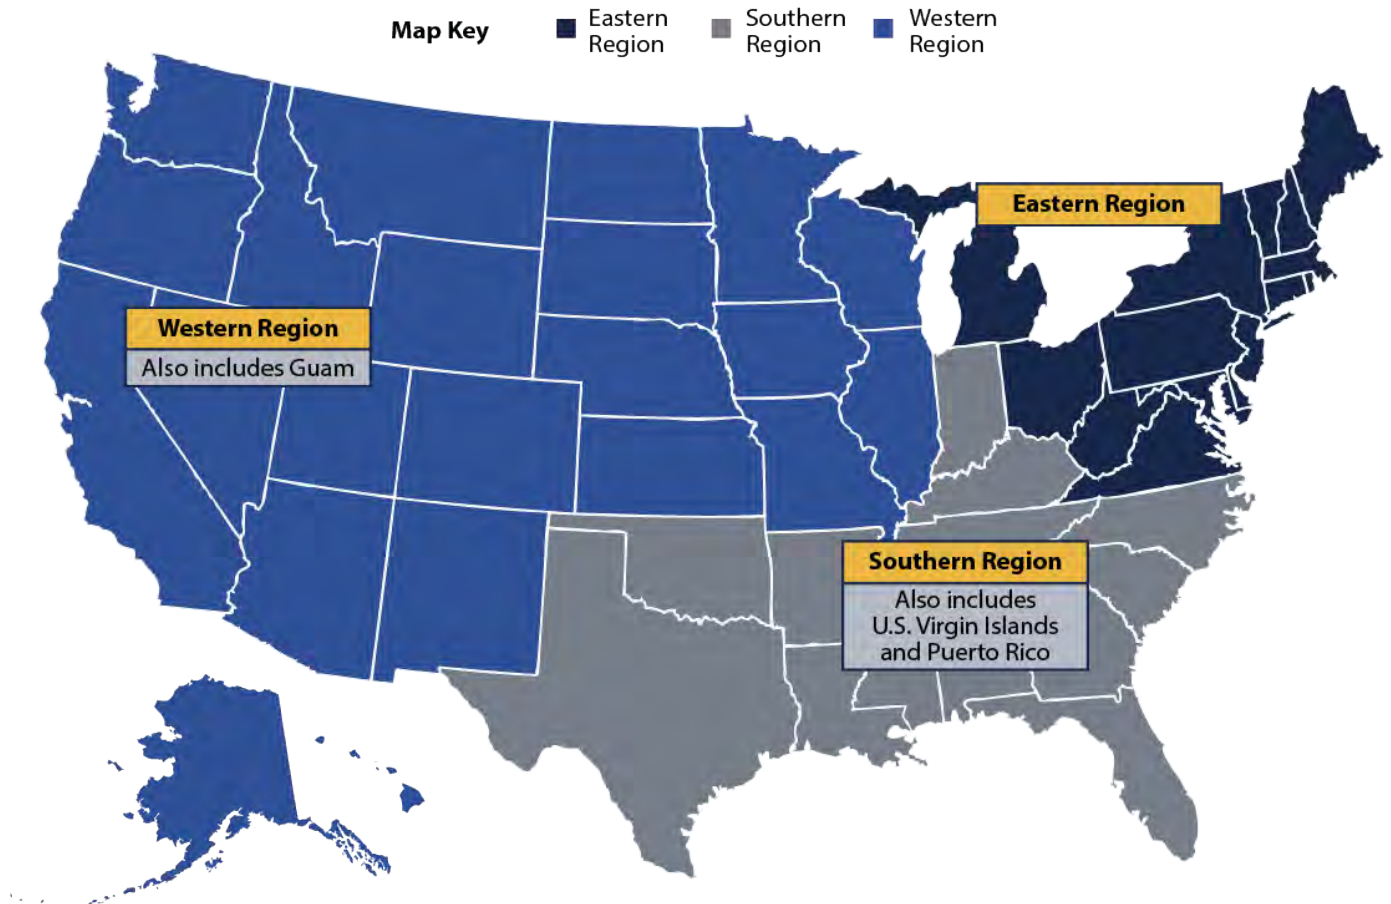 Map Key
Eastern
Region
Southern
Region
Western
Region
Eastern Region
Western Region
Also includes Guam
Southern Region
Also includes
U.S. Virgin Islands
and Puerto Rico